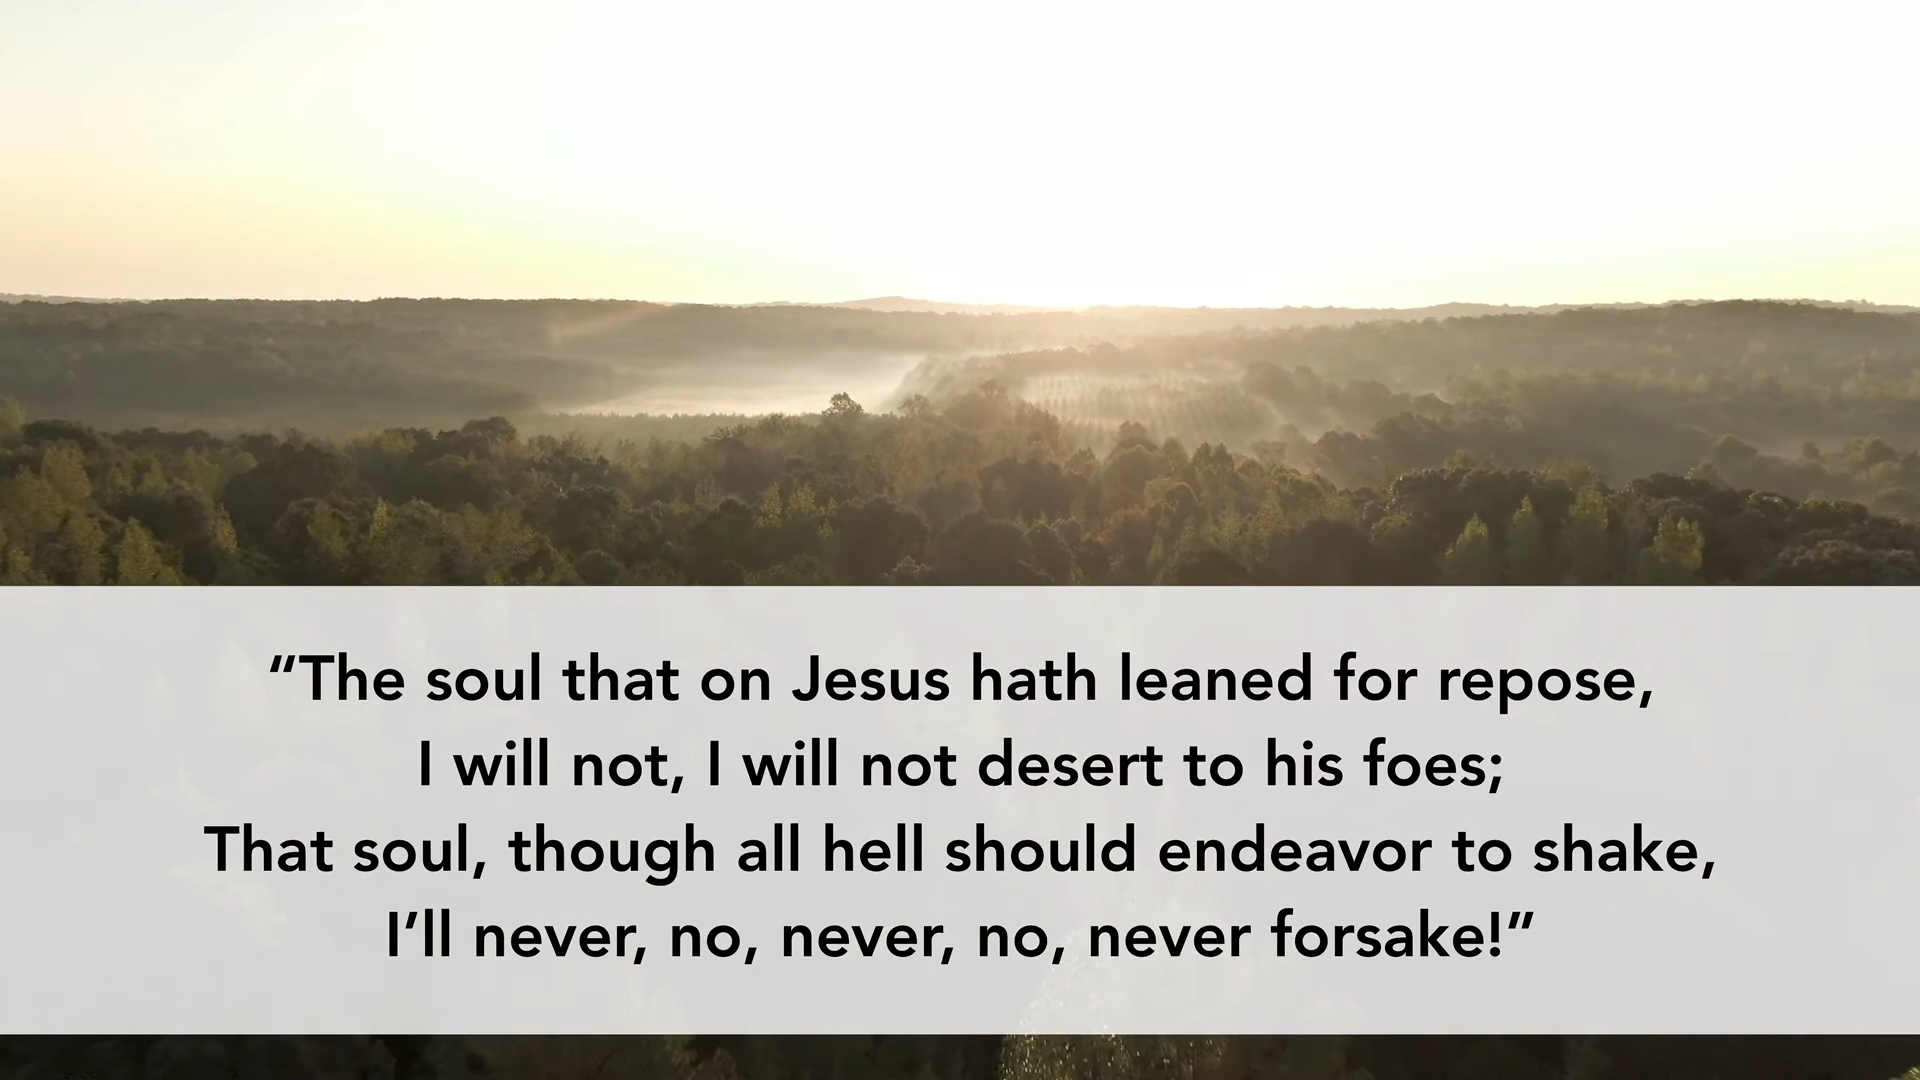 “The soul that on Jesus hath leaned for repose,
I will not, I will not desert to his foes;
That soul, though all hell should endeavor to shake,
I’ll never, no, never, no, never forsake!”